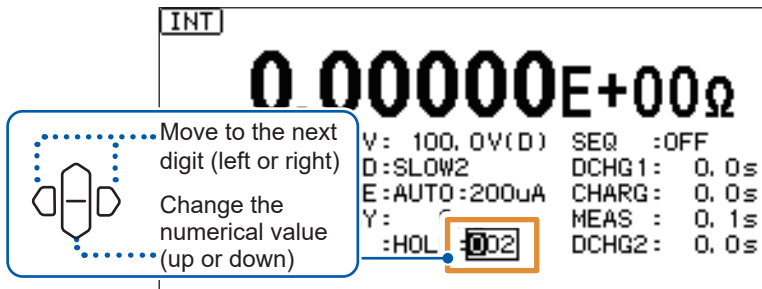 INT
0.00000E+00Ω
Move to the next
digit (left or right)
Change the
numerical value
(up or down)
V: 100.0V(D) SEQ :OFF
D:SLOW2 DCHG1: 0.0s
E:AUTO:200uA CHARG: 0.0s
Y: MEAS : 0.1s
:HOL :002 DCHG2: 0.0s